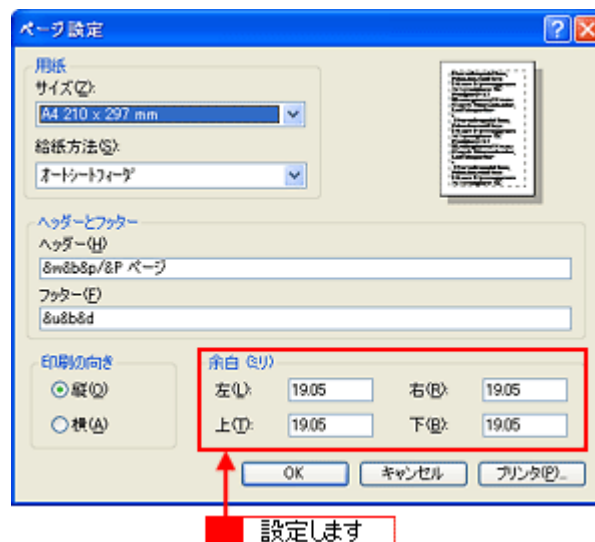 ページ設定
用紙
サイズ(Z):
A4 210 x 297 mm
給紙方法(S):
オートシートフィーダ
ヘッダーとフッター
ヘッダー(H)
&w&b&p/&P ページ
フッター(F)
&u&b&d
印刷の向き
縦(O)
横(A)
余白 (ミリ)
左(L): 19.05 右(R): 19.05
上(T): 19.05 下(B): 19.05
OK キャンセル プリンタ(P)...
設定します